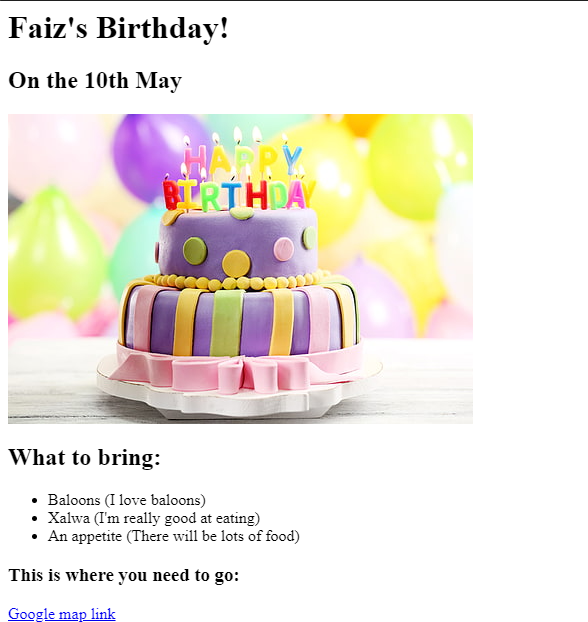 Faiz's Birthday!
On the 10th May
HAPPY
BIRTHDAY
What to bring:
Baloons (I love baloons)
Xalwa (I'm really good at eating)
An appetite (There will be lots of food)
This is where you need to go:
Google map link